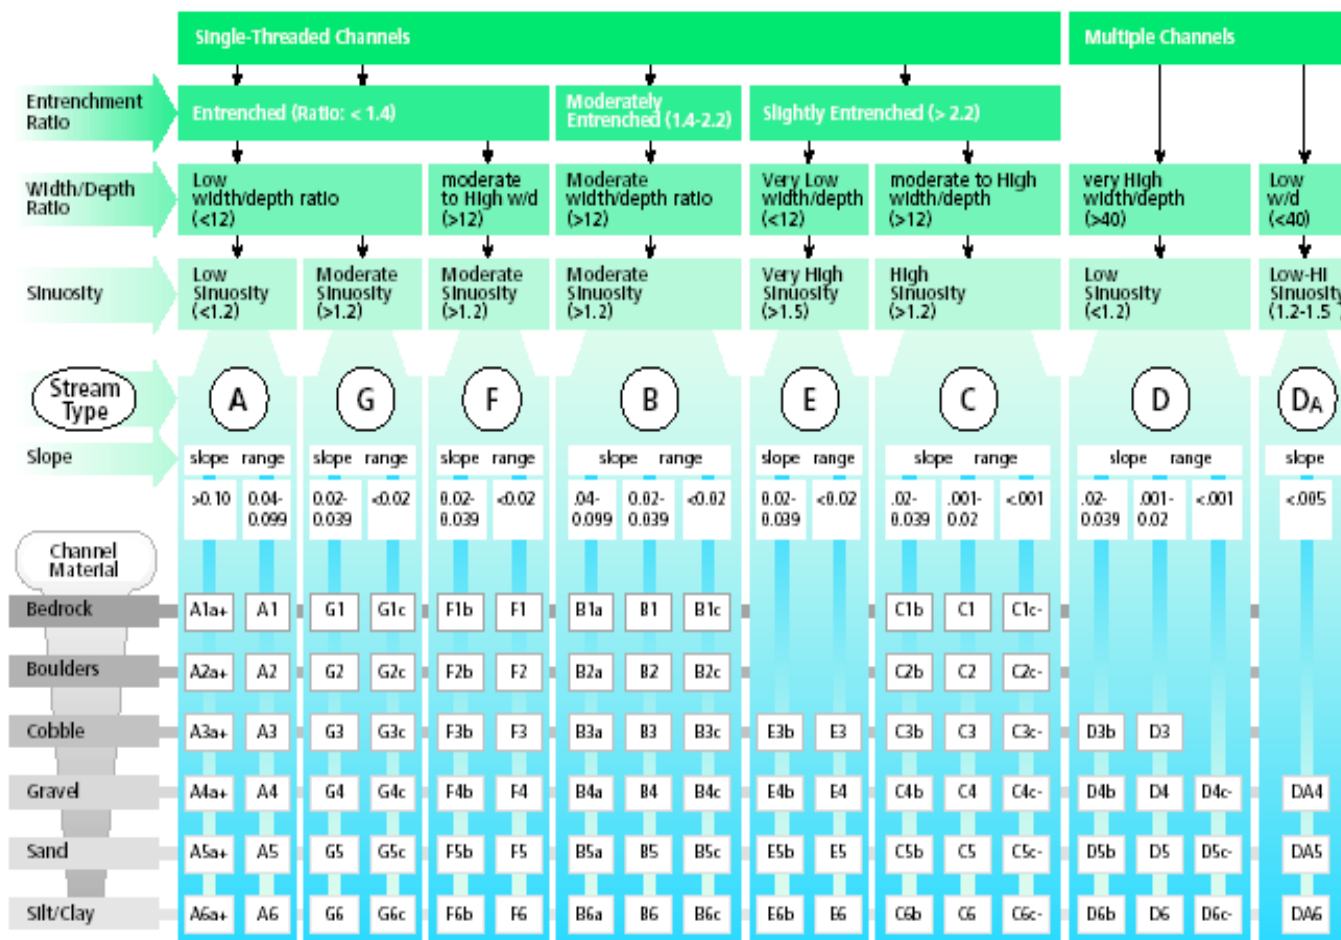 Single-Threaded Channels
Multiple Channels
Entrenchment
Ratio
Entrenched (Ratio: < 1.4)
Moderately
Entrenched (1.4-2.2)
Slightly Entrenched (> 2.2)
Width/Depth
Ratio
Low
width/depth ratio
(<12)
moderate
to High w/d
(>12)
Moderate
width/depth ratio
(>12)
Very Low
width/depth
(<12)
moderate to High
width/depth
(>12)
very High
width/depth
(>40)
Low
w/d
(<40)
Sinuosity
Low
Sinuosity
(<1.2)
Moderate
Sinuosity
(>1.2)
Moderate
Sinuosity
(>1.2)
Moderate
Sinuosity
(>1.2)
Very High
Sinuosity
(>1.5)
High
Sinuosity
(>1.2)
Low
Sinuosity
(<1.2)
Low-Hi
Sinuosity
(1.2-1.5
Stream
Type
A G F B E C D DA
Slope
slope range slope range slope range slope range slope range slope range slope range slope
>0.10 0.04- 0.02- <0.02 0.02- <0.02 .04- 0.02- <0.02 0.02- <0.02 .02- .001- <.001 .02- .001- <.001 <.005
0.099 0.039 0.039 0.099 0.039 0.039 0.039 0.02 0.039 0.02
Channel
Material
Bedrock A1a+ A1 G1 G1c F1b F1 B1a B1 B1c C1b C1 C1c-
Boulders A2a+ A2 G2 G2c F2b F2 B2a B2 B2c C2b C2 C2c-
Cobble A3a+ A3 G3 G3c F3b F3 B3a B3 B3c E3b E3 C3b C3 C3c- D3b D3
Gravel A4a+ A4 G4 G4c F4b F4 B4a B4 B4c E4b E4 C4b C4 C4c- D4b D4 D4c- DA4
Sand A5a+ A5 G5 G5c F5b F5 B5a B5 B5c E5b E5 C5b C5 C5c- D5b D5 D5c- DA5
Silt/Clay A6a+ A6 G6 G6c F6b F6 B6a B6 B6c E6b E6 C6b C6 C6c- D6b D6 D6c- DA6